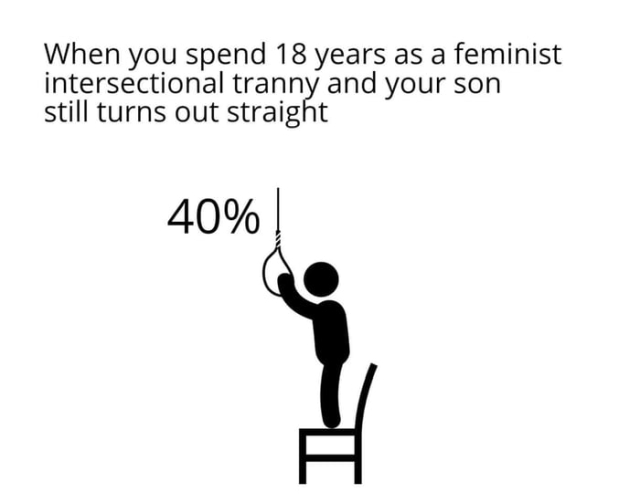 When you spend 18 years as a feminist
intersectional tranny and your son
still turns out straight
40%